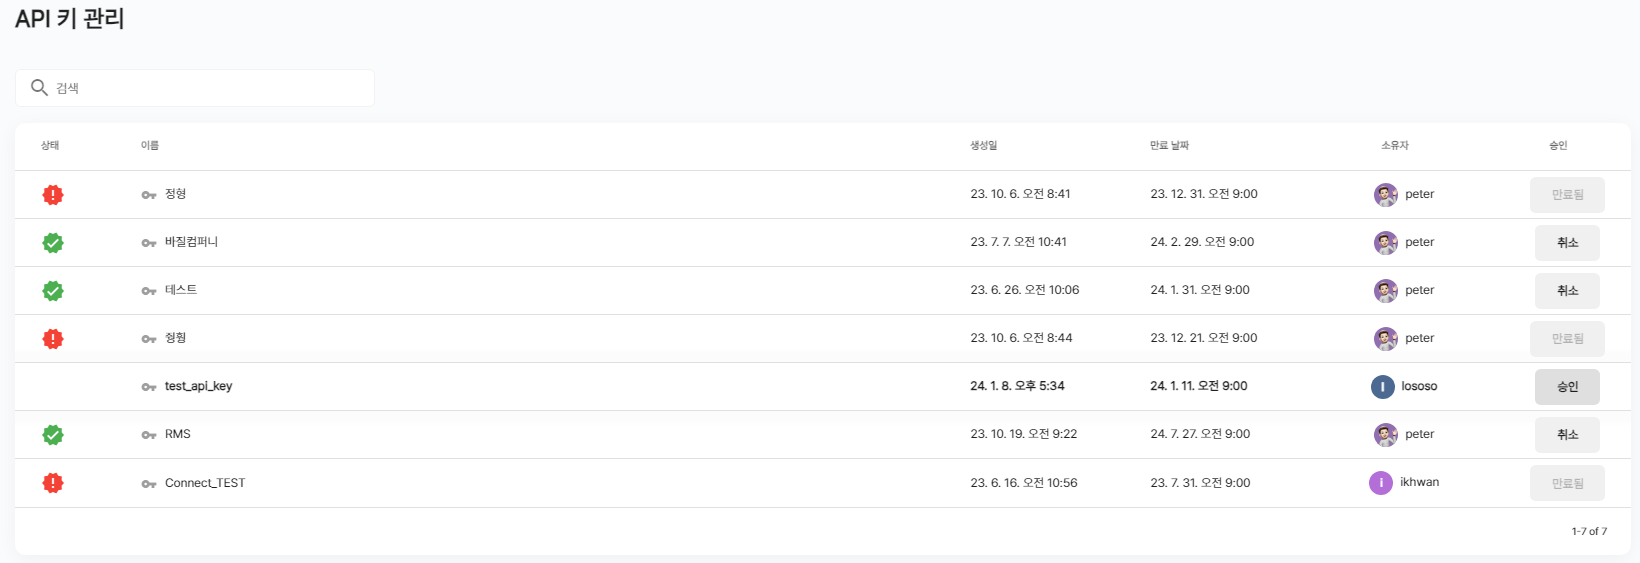 API 키 관리
검색
상태 이름 생성일 만료 날짜 소유자 승인
정형 23. 10. 6. 오전 8:41 23. 12. 31. 오전 9:00 peter 만료됨
바질컴퍼니 23. 7. 7. 오전 10:41 24. 2. 29. 오전 9:00 peter 취소
테스트 23. 6. 26. 오전 10:06 24. 1. 31. 오전 9:00 peter 취소
23. 10. 6. 오전 8:44 23. 12. 21. 오전 9:00 peter 만료됨
test_api_key 24. 1. 8. 오후 5:34 24. 1. 11. 오전 9:00 l lososo 승인
RMS 23. 10. 19. 오전 9:22 24. 7. 27. 오전 9:00 peter 취소
Connect_TEST 23. 6. 16. 오전 10:56 23. 7. 31. 오전 9:00 i ikhwan 만료됨
1-7 of 7